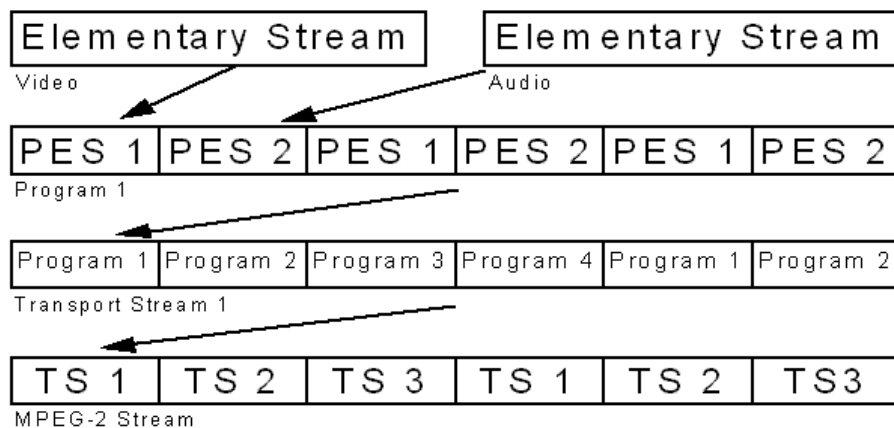 Elementary Stream Elementary Stream
Video Audio
PES 1 PES 2 PES 1 PES 2 PES 1 PES 2
Program 1
Program 1 Program 2 Program 3 Program 4 Program 1 Program 2
Transport Stream 1
TS 1 TS 2 TS 3 TS 1 TS 2 TS3
MPEG-2 Stream